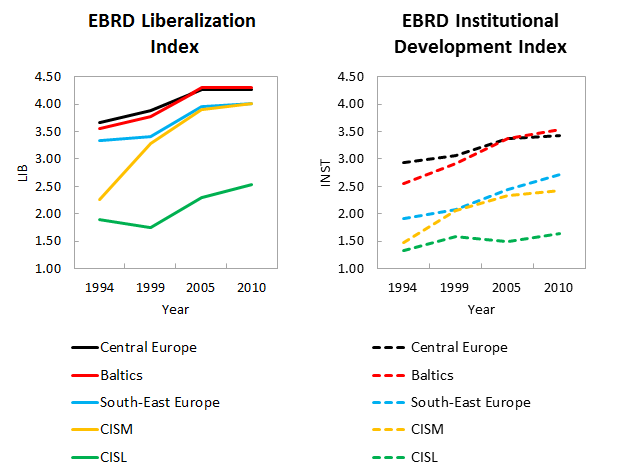 EBRD Liberalization
Index
4.50
4.00
3.50
3.00
2.50
2.00
1.50
1.00
LIB
1994 1999 2005 2010
Year
Central Europe
Baltics
South-East Europe
CISM
CISL
EBRD Institutional
Development Index
4.50
4.00
3.50
3.00
2.50
2.00
1.50
1.00
INST
1994 1999 2005 2010
Year
Central Europe
Baltics
South-East Europe
CISM
CISL